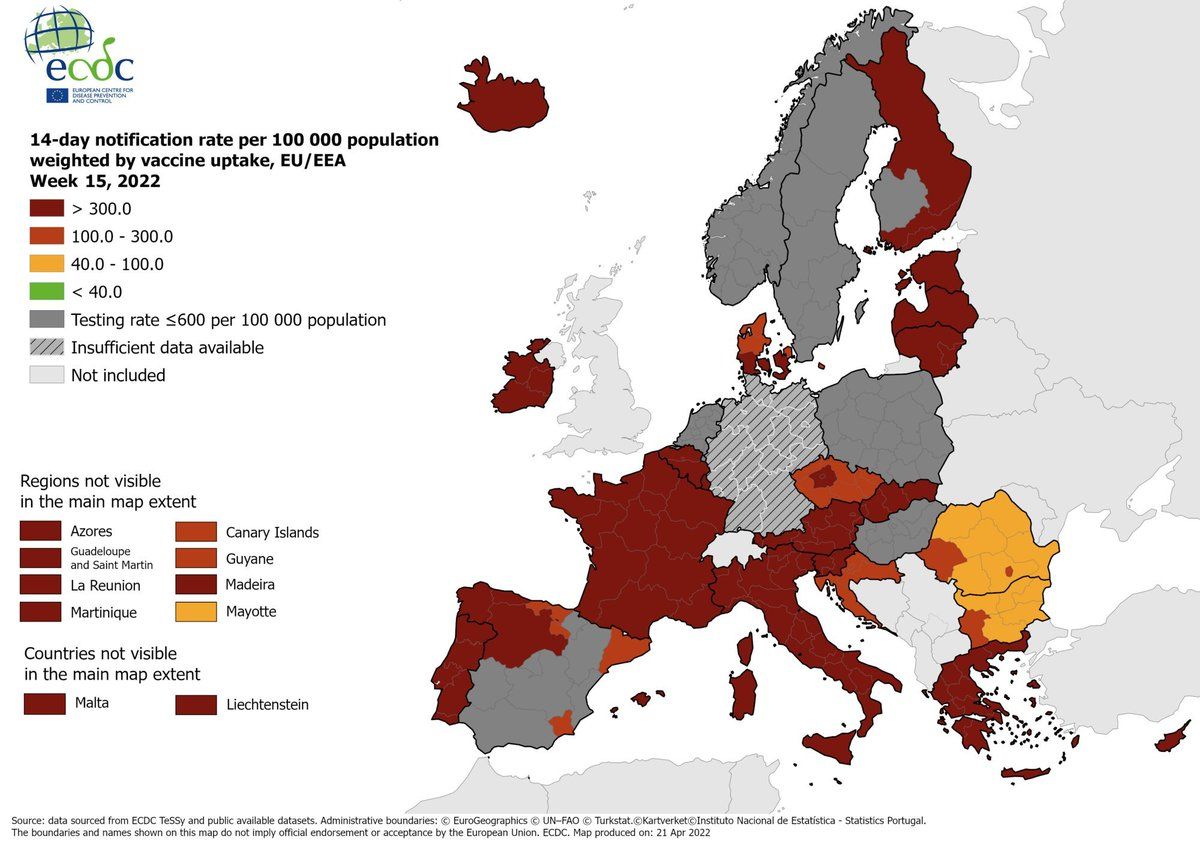 ecdc
EUROPEAN CENTRE FOR
DISEASE PREVENTION
AND CONTROL
14-day notification rate per 100 000 population
weighted by vaccine uptake, EU/EEA
Week 15, 2022
> 300.0
100.0 - 300.0
40.0 - 100.0
< 40.0
Testing rate ≤600 per 100 000 population
Insufficient data available
Not included
Regions not visible
in the main map extent
Azores
Canary Islands
Guadeloupe
and Saint Martin
Guyane
La Reunion
Madeira
Martinique
Mayotte
Countries not visible
in the main map extent
Malta
Liechtenstein
Source: data sourced from ECDC TeSSy and public available datasets. Administrative boundaries: © EuroGeographics © UN–FAO © Turkstat.©Kartverket©Instituto Nacional de Estatística - Statistics Portugal.
The boundaries and names shown on this map do not imply official endorsement or acceptance by the European Union. ECDC. Map produced on: 21 Apr 2022